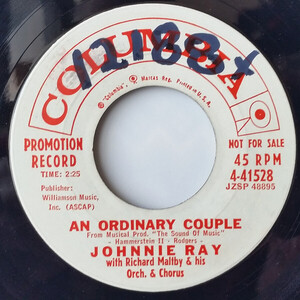 COLUMBIA
12188+
® "Columbia", Marcas Reg. Printed in U.S.A.
PROMOTION
RECORD
TIME: 2:25
Publisher:
Williamson Music,
Inc. (ASCAP)
NOT FOR SALE
45 RPM
4-41528
JZSP 48895
AN ORDINARY COUPLE
From Musical Prod. "The Sound of Music"
- Hammerstein II - Rodgers -
JOHNNIE RAY
with Richard Maltby & his
Orch. & Chorus